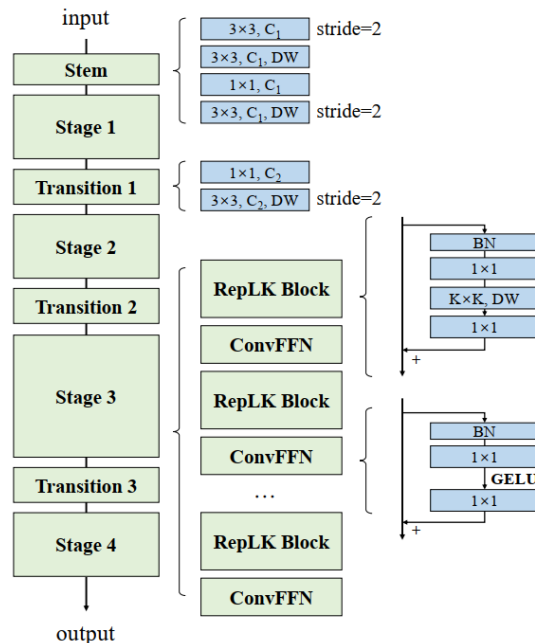 input
Stem
Stage 1
Transition 1
Stage 2
Transition 2
Stage 3
Transition 3
Stage 4
output
3×3, C₁ stride=2
3×3, C₁, DW
1×1, C₁
3×3, C₁, DW stride=2
1×1, C₂
3×3, C₂, DW stride=2
RepLK Block
ConvFFN
RepLK Block
ConvFFN
...
RepLK Block
ConvFFN
BN
1×1
K×K, DW
1×1
+
BN
1×1
GELU
1×1
+